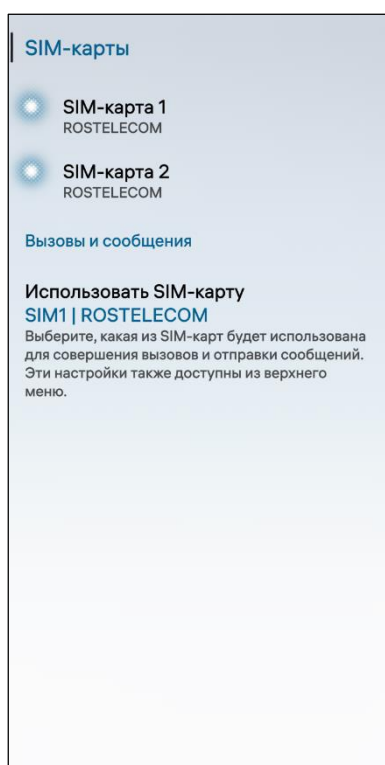 SIM-карты
SIM-карта 1
ROSTELECOM
SIM-карта 2
ROSTELECOM
Вызовы и сообщения
Использовать SIM-карту
SIM1 | ROSTELECOM
Выберите, какая из SIM-карт будет использована
для совершения вызовов и отправки сообщений.
Эти настройки также доступны из верхнего
меню.